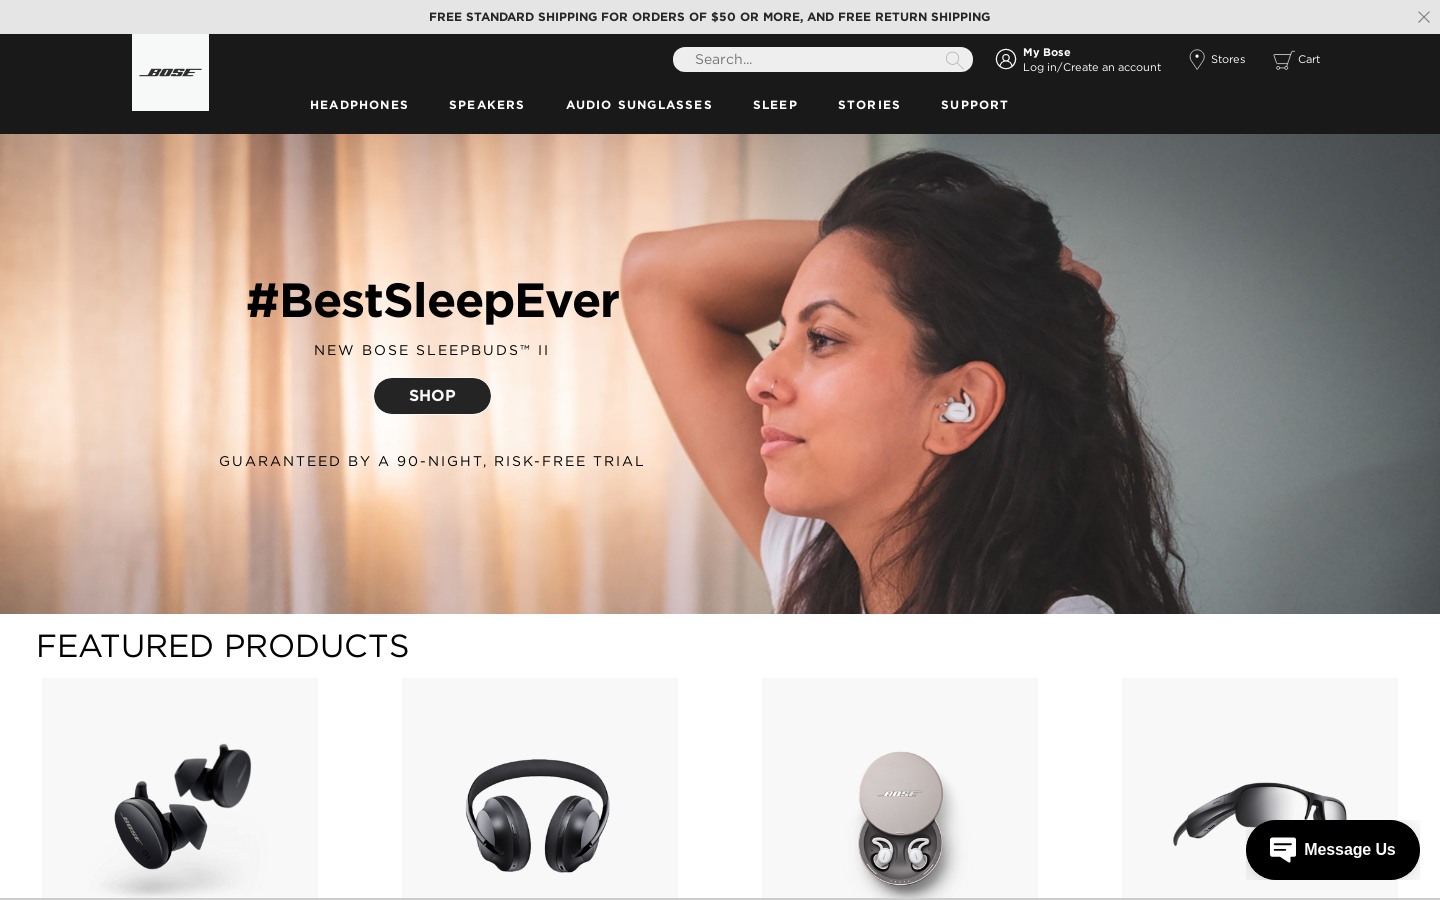 FREE STANDARD SHIPPING FOR ORDERS OF $50 OR MORE, AND FREE RETURN SHIPPING
BOSE
Search...
My Bose
Log in/Create an account
Stores
Cart
HEADPHONES SPEAKERS AUDIO SUNGLASSES SLEEP STORIES SUPPORT
#BestSleepEver
NEW BOSE SLEEPBUDS™ II
SHOP
GUARANTEED BY A 90-NIGHT, RISK-FREE TRIAL
FEATURED PRODUCTS
BOSE
BOSE
Message Us